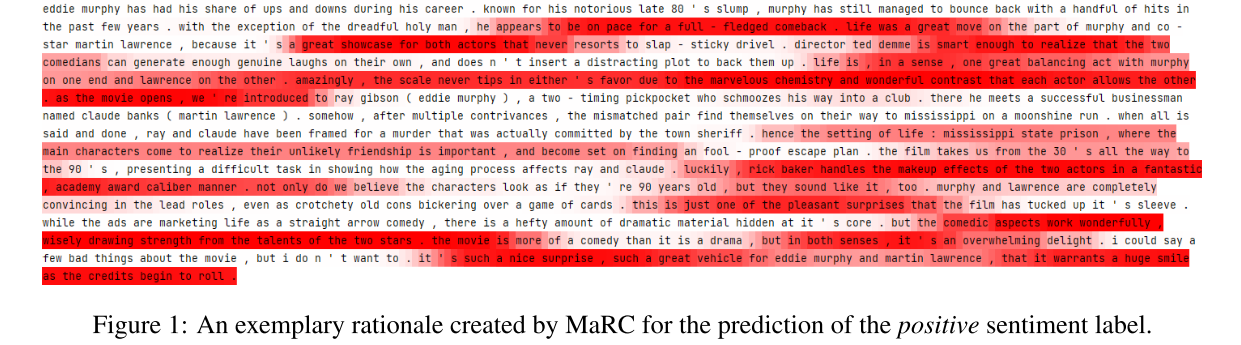 eddie murphy has had his share of ups and downs during his career . known for his notorious late 80 ' s slump , murphy has still managed to bounce back with a handful of hits in
the past few years . with the exception of the dreadful holy man , he appears to be on pace for a full - fledged comeback . life was a great move on the part of murphy and co -
star martin lawrence , because it ' s a great showcase for both actors that never resorts to slap - sticky drivel . director ted demme is smart enough to realize that the two
comedians can generate enough genuine laughs on their own , and does n ' t insert a distracting plot to back them up . life is , in a sense , one great balancing act with murphy
on one end and lawrence on the other . amazingly , the scale never tips in either ' s favor due to the marvelous chemistry and wonderful contrast that each actor allows the other
. as the movie opens , we ' re introduced to ray gibson ( eddie murphy ) , a two - timing pickpocket who schmoozes his way into a club . there he meets a successful businessman
named claude banks ( martin lawrence ) . somehow , after multiple contrivances , the mismatched pair find themselves on their way to mississippi on a moonshine run . when all is
said and done , ray and claude have been framed for a murder that was actually committed by the town sheriff . hence the setting of life : mississippi state prison , where the
main characters come to realize their unlikely friendship is important , and become set on finding an fool - proof escape plan . the film takes us from the 30 ' s all the way to
the 90 ' s , presenting a difficult task in showing how the aging process affects ray and claude . luckily , rick baker handles the makeup effects of the two actors in a fantastic
, academy award caliber manner . not only do we believe the characters look as if they ' re 90 years old , but they sound like it , too . murphy and lawrence are completely
convincing in the lead roles , even as crotchety old cons bickering over a game of cards . this is just one of the pleasant surprises that the film has tucked up it ' s sleeve .
while the ads are marketing life as a straight arrow comedy , there is a hefty amount of dramatic material hidden at it ' s core . but the comedic aspects work wonderfully ,
wisely drawing strength from the talents of the two stars . the movie is more of a comedy than it is a drama , but in both senses , it ' s an overwhelming delight . i could say a
few bad things about the movie , but i do n ' t want to . it ' s such a nice surprise , such a great vehicle for eddie murphy and martin lawrence , that it warrants a huge smile
as the credits begin to roll .
Figure 1: An exemplary rationale created by MaRC for the prediction of the positive sentiment label.